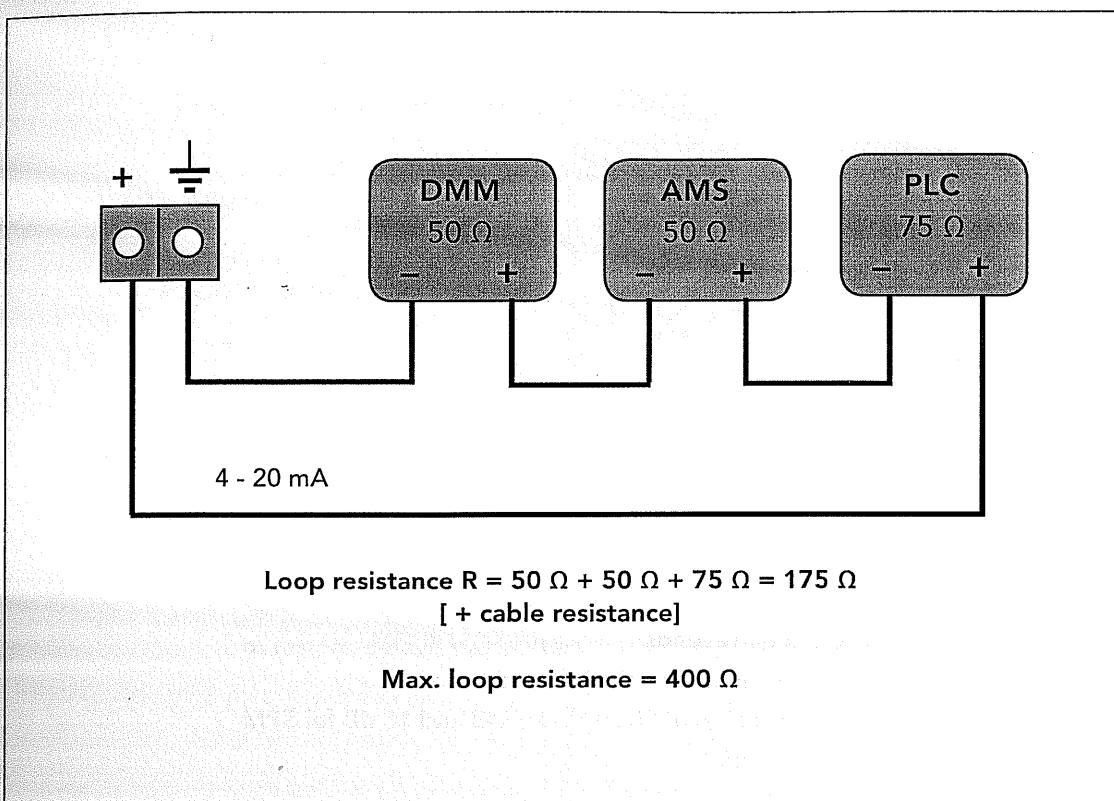 +
DMM
50 Ω
− +
AMS
50 Ω
− +
PLC
75 Ω
− +
4 - 20 mA
Loop resistance R = 50 Ω + 50 Ω + 75 Ω = 175 Ω
[ + cable resistance]
Max. loop resistance = 400 Ω